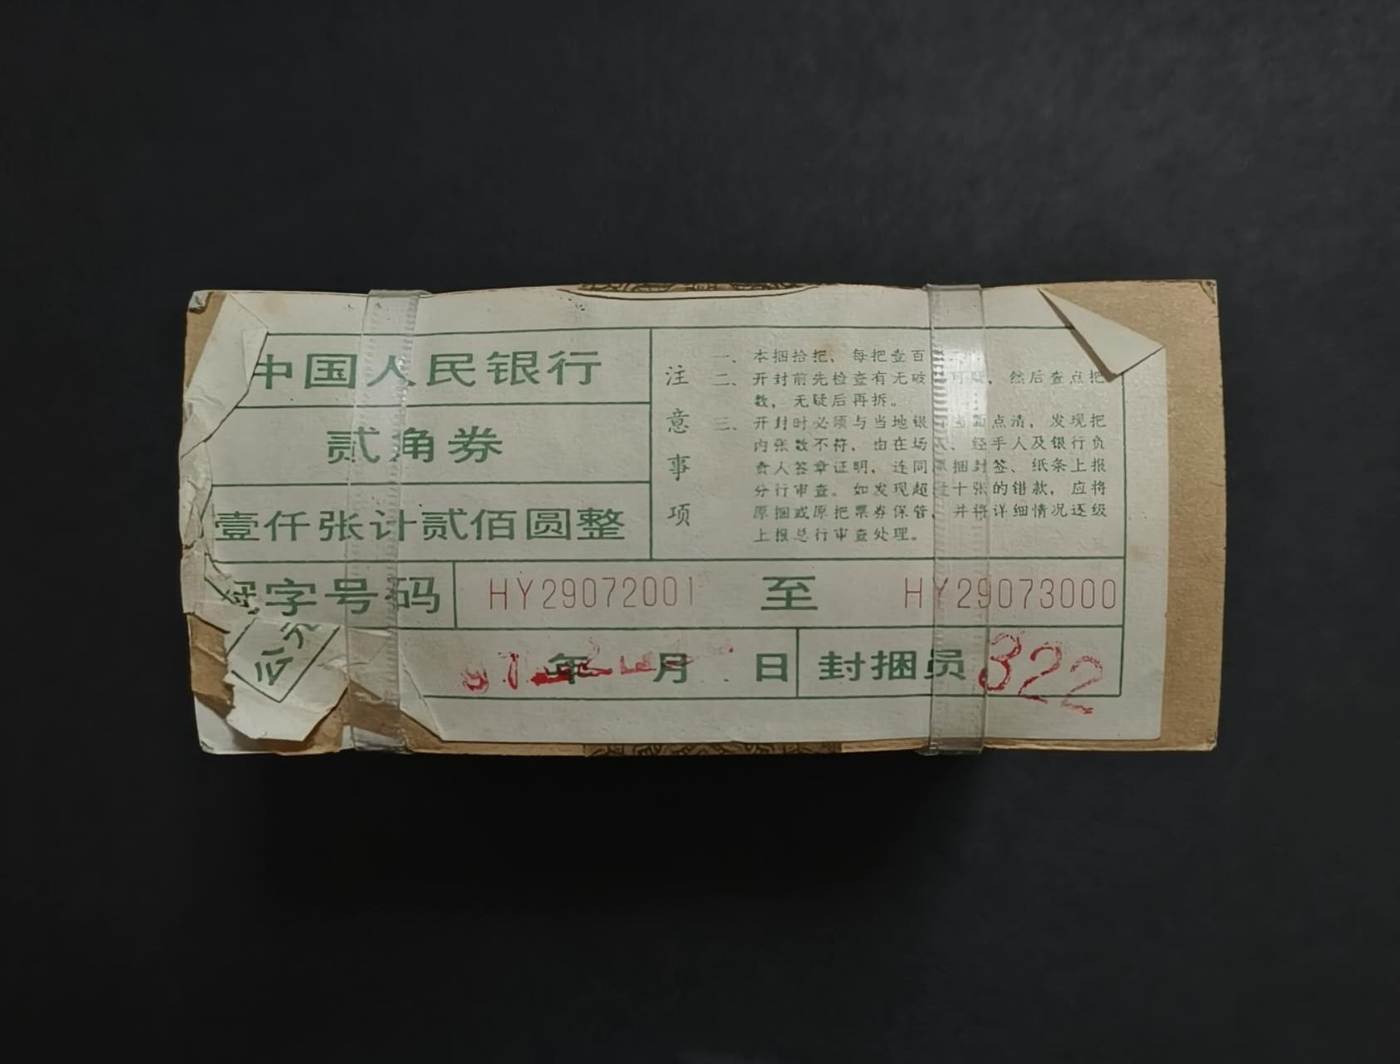 中国人民银行
贰角券
壹仟张计贰佰圆整
注意事项
一、本捆拾把，每把壹百
二、开封前先检查有无破 ，然后查点把
数，无疑后再拆。
三、开封时必须与当地银 点清，发现把
内张数不符，由在场 、经手人及银行负
责人签章证明，连同原捆封签、纸条上报
分行审查。如发现超过十张的错款，应将
原捆或原把票券保管，并将详细情况逐级
上报总行审查处理。
字号码 HY29072001 至 HY29073000
年 月 日 封捆员 322